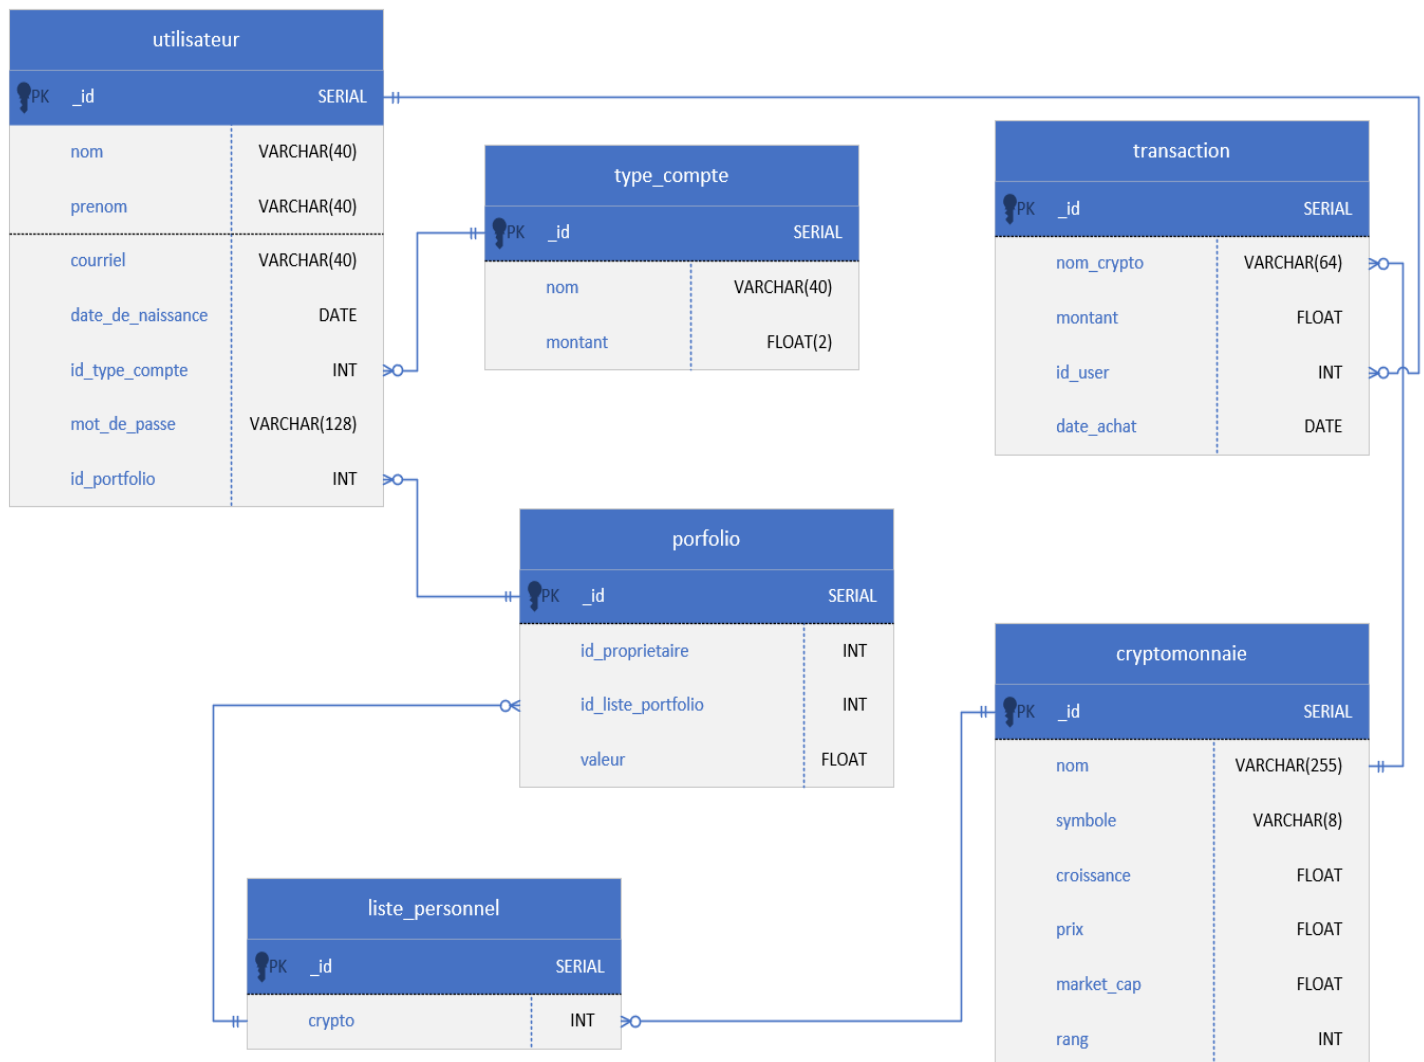 utilisateur
PK _id SERIAL
nom VARCHAR(40)
prenom VARCHAR(40)
courriel VARCHAR(40)
date_de_naissance DATE
id_type_compte INT
mot_de_passe VARCHAR(128)
id_portfolio INT
type_compte
PK _id SERIAL
nom VARCHAR(40)
montant FLOAT(2)
transaction
PK _id SERIAL
nom_crypto VARCHAR(64)
montant FLOAT
id_user INT
date_achat DATE
porfolio
PK _id SERIAL
id_proprietaire INT
id_liste_portfolio INT
valeur FLOAT
cryptomonnaie
PK _id SERIAL
nom VARCHAR(255)
symbole VARCHAR(8)
croissance FLOAT
prix FLOAT
market_cap FLOAT
rang INT
liste_personnel
PK _id SERIAL
crypto INT